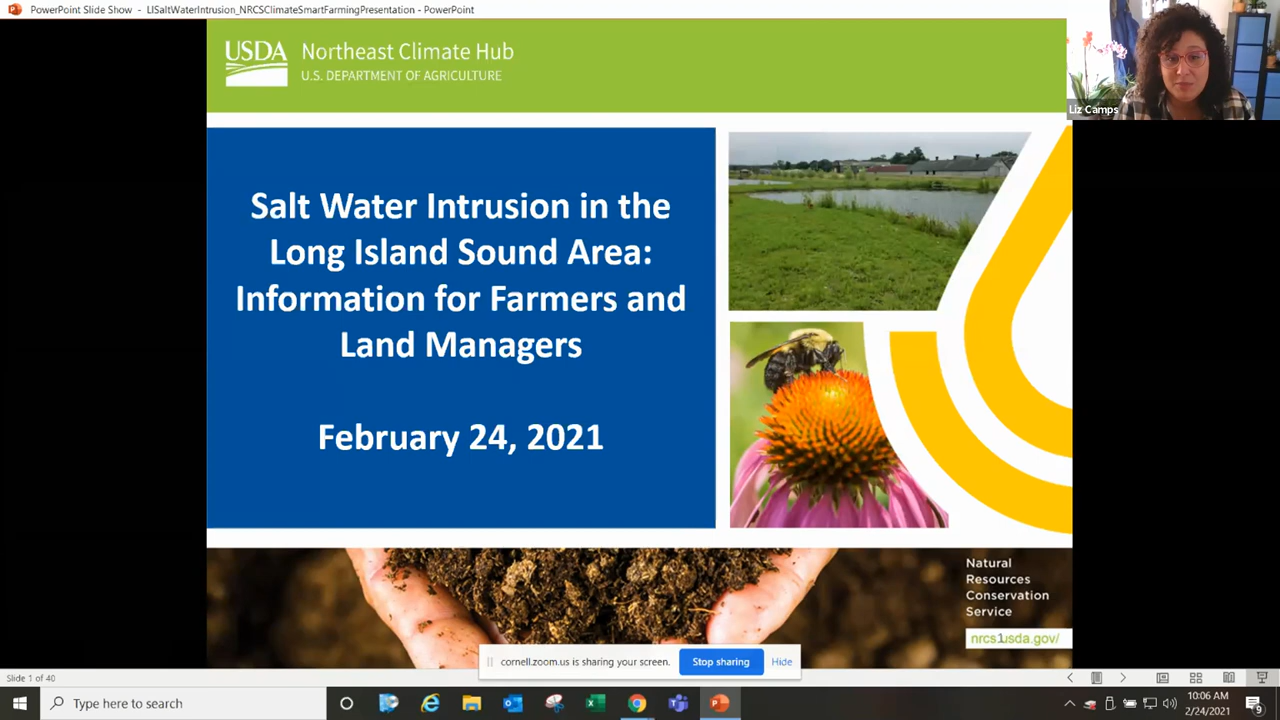 PowerPoint Slide Show - LISaltWaterIntrusion_NRCSClimateSmartFarmingPresentation - PowerPoint
USDA
Northeast Climate Hub
U.S. DEPARTMENT OF AGRICULTURE
Liz Camps
Salt Water Intrusion in the
Long Island Sound Area:
Information for Farmers and
Land Managers
February 24, 2021
Natural
Resources
Conservation
Service
nrcs1usda.gov/
cornell.zoom.us is sharing your screen.
Stop sharing
Hide
Slide 1 of 40
Type here to search
10:06 AM
2/24/2021
9